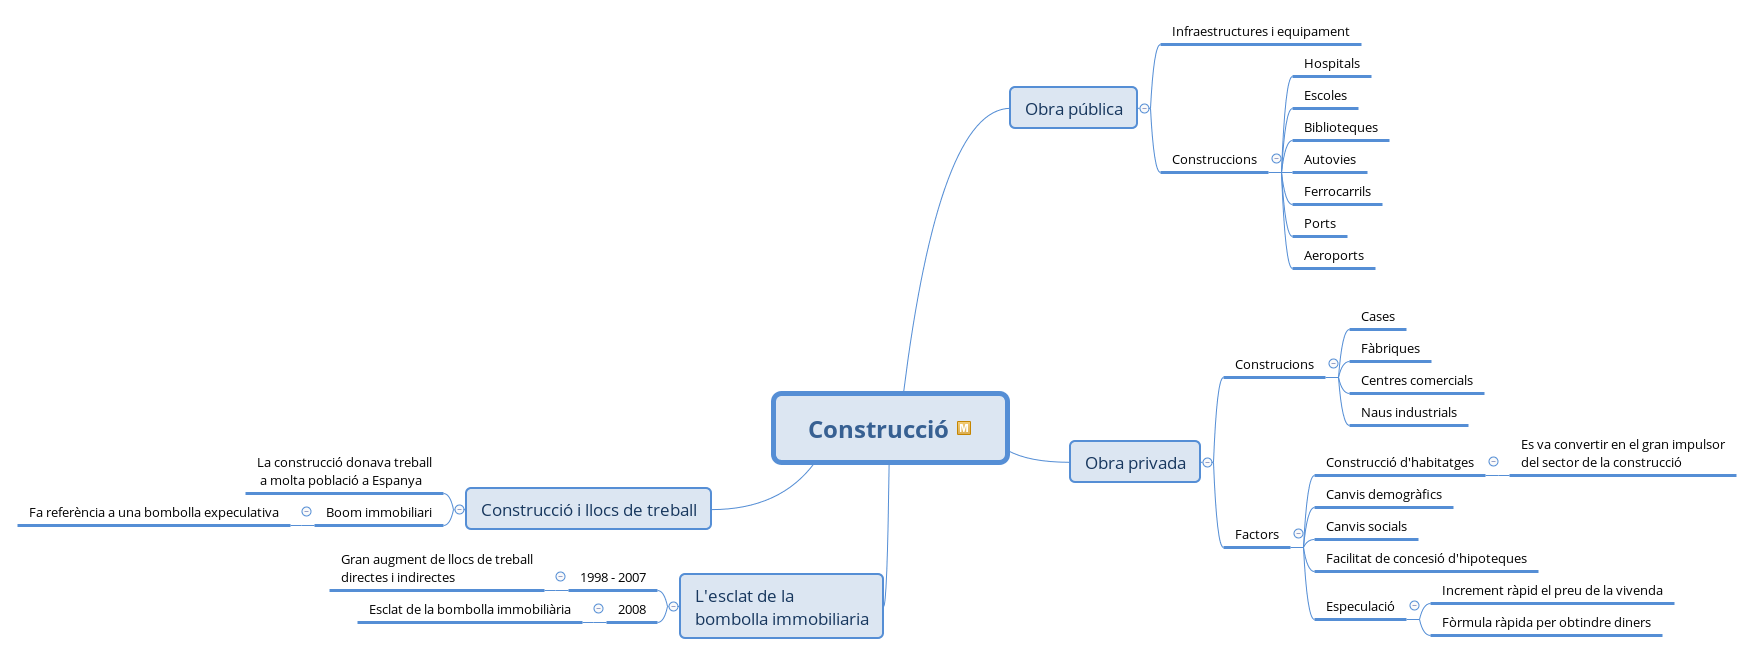 Construcció
M
Obra pública
Infraestructures i equipament
Construccions
Hospitals
Escoles
Biblioteques
Autovies
Ferrocarrils
Ports
Aeroports
Obra privada
Construcions
Cases
Fàbriques
Centres comercials
Naus industrials
Factors
Construcció d'habitatges
Es va convertir en el gran impulsor
del sector de la construcció
Canvis demogràfics
Canvis socials
Facilitat de concesió d'hipoteques
Especulació
Increment ràpid el preu de la vivenda
Fòrmula ràpida per obtindre diners
Construcció i llocs de treball
La construcció donava treball
a molta població a Espanya
Boom immobiliari
Fa referència a una bombolla expeculativa
L'esclat de la
bombolla immobiliaria
1998 - 2007
Gran augment de llocs de treball
directes i indirectes
2008
Esclat de la bombolla immobiliària